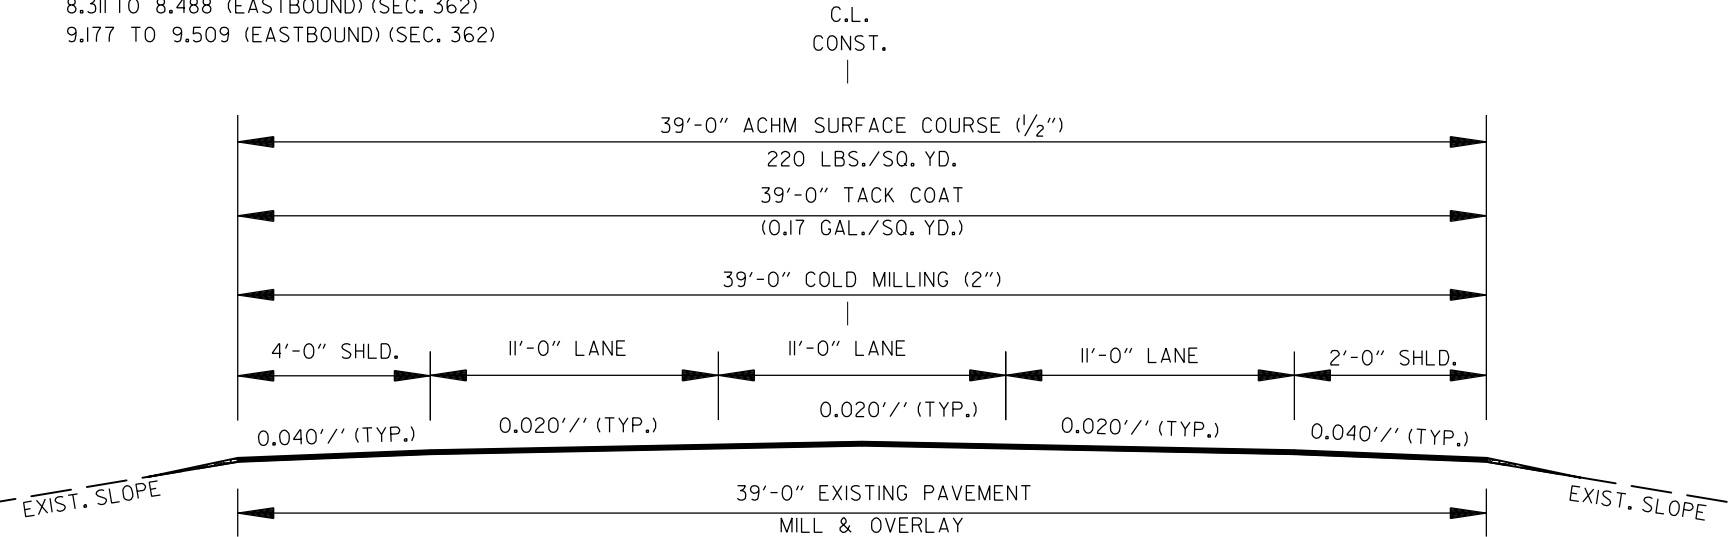 8.311 TO 8.488 (EASTBOUND) (SEC. 362)
9.177 TO 9.509 (EASTBOUND) (SEC. 362)
C.L.
CONST.
39'-0" ACHM SURFACE COURSE (1/2")
220 LBS./SQ. YD.
39'-0" TACK COAT
(0.17 GAL./SQ. YD.)
39'-0" COLD MILLING (2")
4'-0" SHLD.
11'-0" LANE
11'-0" LANE
11'-0" LANE
2'-0" SHLD.
0.040'/' (TYP.)
0.020'/' (TYP.)
0.020'/' (TYP.)
0.020'/' (TYP.)
0.040'/' (TYP.)
EXIST. SLOPE
39'-0" EXISTING PAVEMENT
MILL & OVERLAY
EXIST. SLOPE